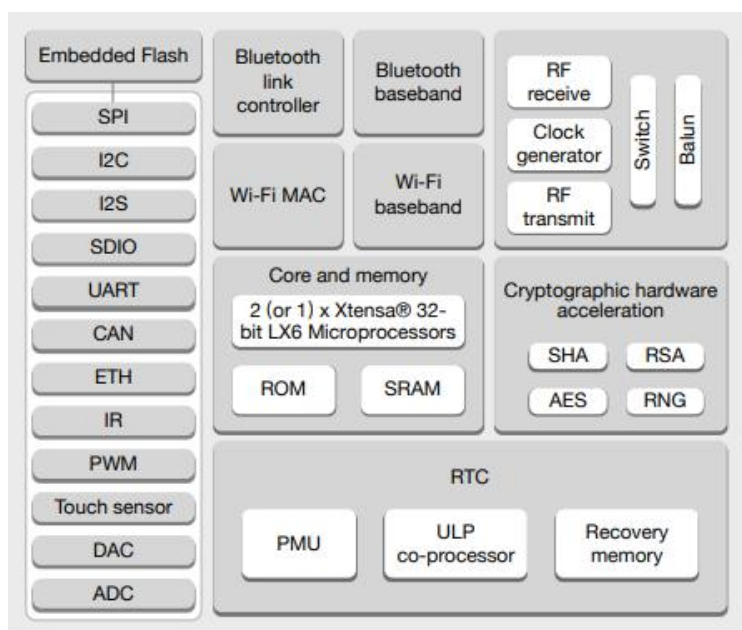 Embedded Flash
SPI
I2C
I2S
SDIO
UART
CAN
ETH
IR
PWM
Touch sensor
DAC
ADC
Bluetooth
link
controller
Bluetooth
baseband
Wi-Fi MAC
Wi-Fi
baseband
RF
receive
Clock
generator
RF
transmit
Switch
Balun
Core and memory
2 (or 1) x Xtensa® 32-
bit LX6 Microprocessors
ROM
SRAM
Cryptographic hardware
acceleration
SHA
RSA
AES
RNG
RTC
PMU
ULP
co-processor
Recovery
memory